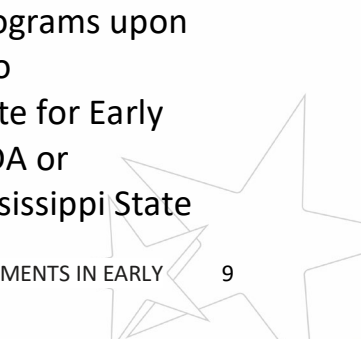 ograms upon
o
te for Early
DA or
sissippi State
MENTS IN EARLY 9